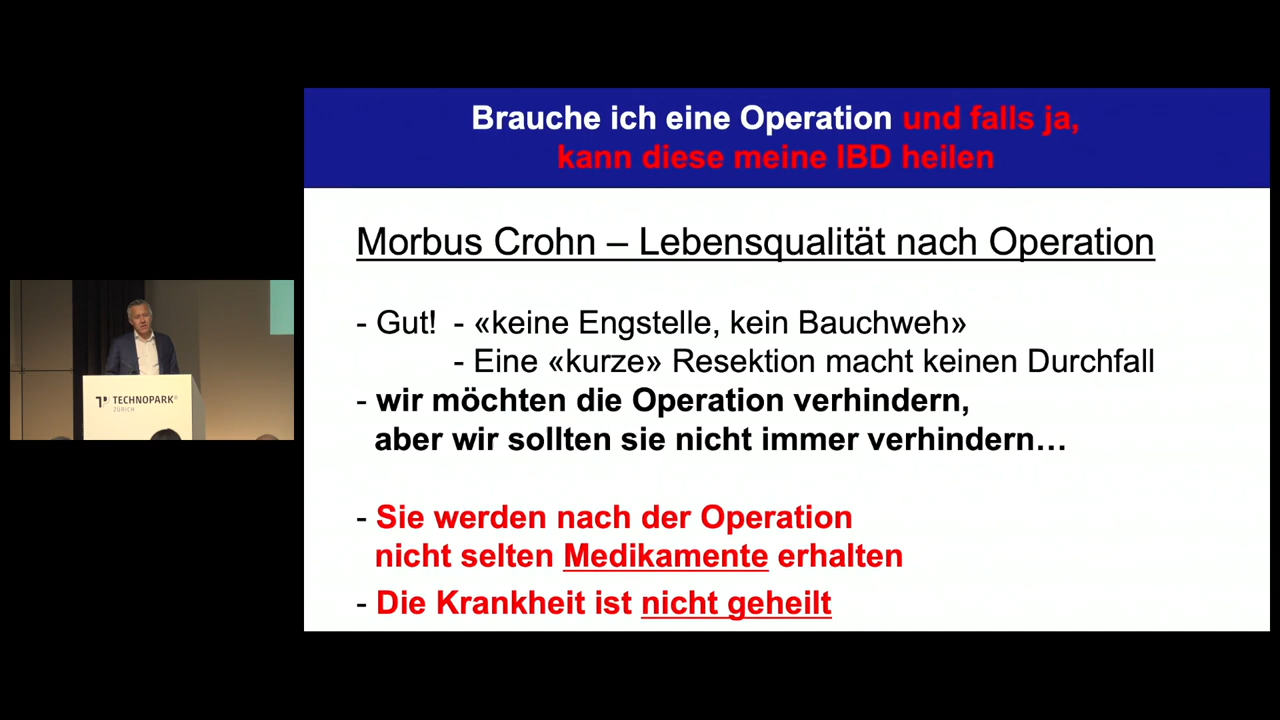 Brauche ich eine Operation und falls ja,
kann diese meine IBD heilen
Morbus Crohn – Lebensqualität nach Operation
- Gut! - «keine Engstelle, kein Bauchweh»
- Eine «kurze» Resektion macht keinen Durchfall
- wir möchten die Operation verhindern,
aber wir sollten sie nicht immer verhindern…
- Sie werden nach der Operation
nicht selten Medikamente erhalten
- Die Krankheit ist nicht geheilt
TECHNOPARK®
ZÜRICH